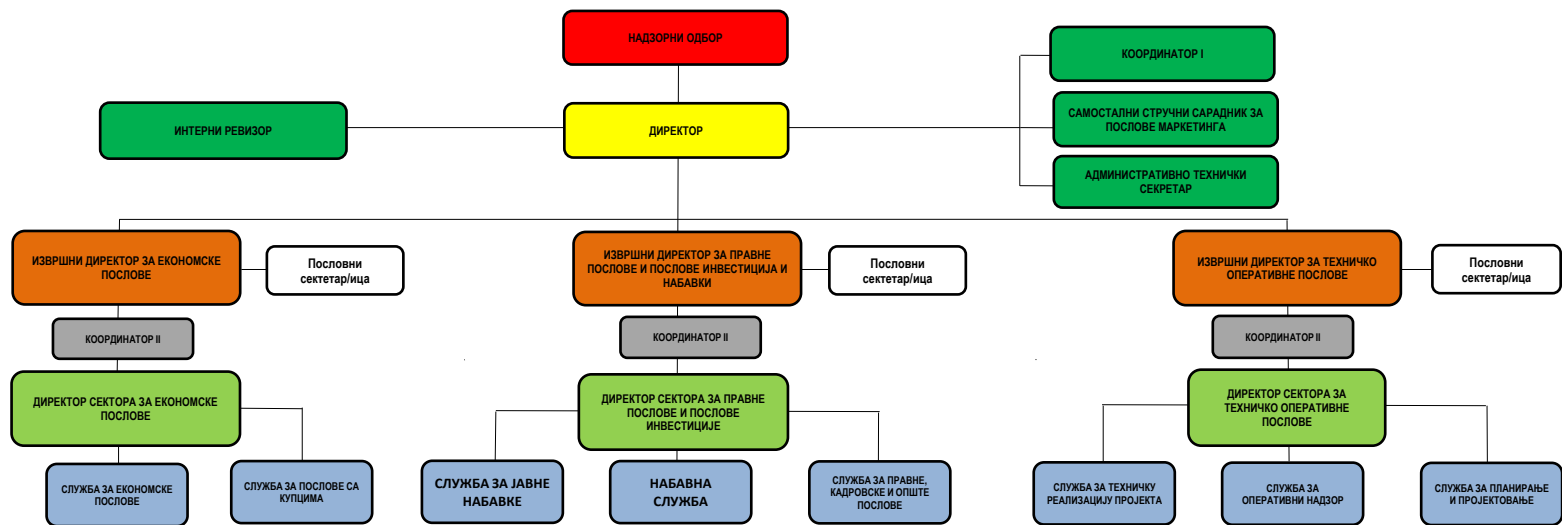 НАДЗОРНИ ОДБОР
КООРДИНАТОР I
ИНТЕРНИ РЕВИЗОР
ДИРЕКТОР
САМОСТАЛНИ СТРУЧНИ САРАДНИК ЗА
ПОСЛОВЕ МАРКЕТИНГА
АДМИНИСТРАТИВНО ТЕХНИЧКИ
СЕКРЕТАР
ИЗВРШНИ ДИРЕКТОР ЗА ЕКОНОМСКЕ
ПОСЛОВЕ
Пословни
сектетар/ица
ИЗВРШНИ ДИРЕКТОР ЗА ПРАВНЕ
ПОСЛОВЕ И ПОСЛОВЕ ИНВЕСТИЦИЈА И
НАБАВКИ
Пословни
сектетар/ица
ИЗВРШНИ ДИРЕКТОР ЗА ТЕХНИЧКО
ОПЕРАТИВНЕ ПОСЛОВЕ
Пословни
сектетар/ица
КООРДИНАТОР II
КООРДИНАТОР II
КООРДИНАТОР II
ДИРЕКТОР СЕКТОРА ЗА ЕКОНОМСКЕ
ПОСЛОВЕ
ДИРЕКТОР СЕКТОРА ЗА ПРАВНЕ
ПОСЛОВЕ И ПОСЛОВЕ
ИНВЕСТИЦИЈЕ
ДИРЕКТОР СЕКТОРА ЗА
ТЕХНИЧКО ОПЕРАТИВНЕ
ПОСЛОВЕ
СЛУЖБА ЗА ЕКОНОМСКЕ
ПОСЛОВЕ
СЛУЖБА ЗА ПОСЛОВЕ СА
КУПЦИМА
СЛУЖБА ЗА ЈАВНЕ
НАБАВКЕ
НАБАВНА
СЛУЖБА
СЛУЖБА ЗА ПРАВНЕ,
КАДРОВСКЕ И ОПШТЕ
ПОСЛОВЕ
СЛУЖБА ЗА ТЕХНИЧКУ
РЕАЛИЗАЦИЈУ ПРОЈЕКТА
СЛУЖБА ЗА
ОПЕРАТИВНИ НАДЗОР
СЛУЖБА ЗА ПЛАНИРАЊЕ
И ПРОЈЕКТОВАЊЕ